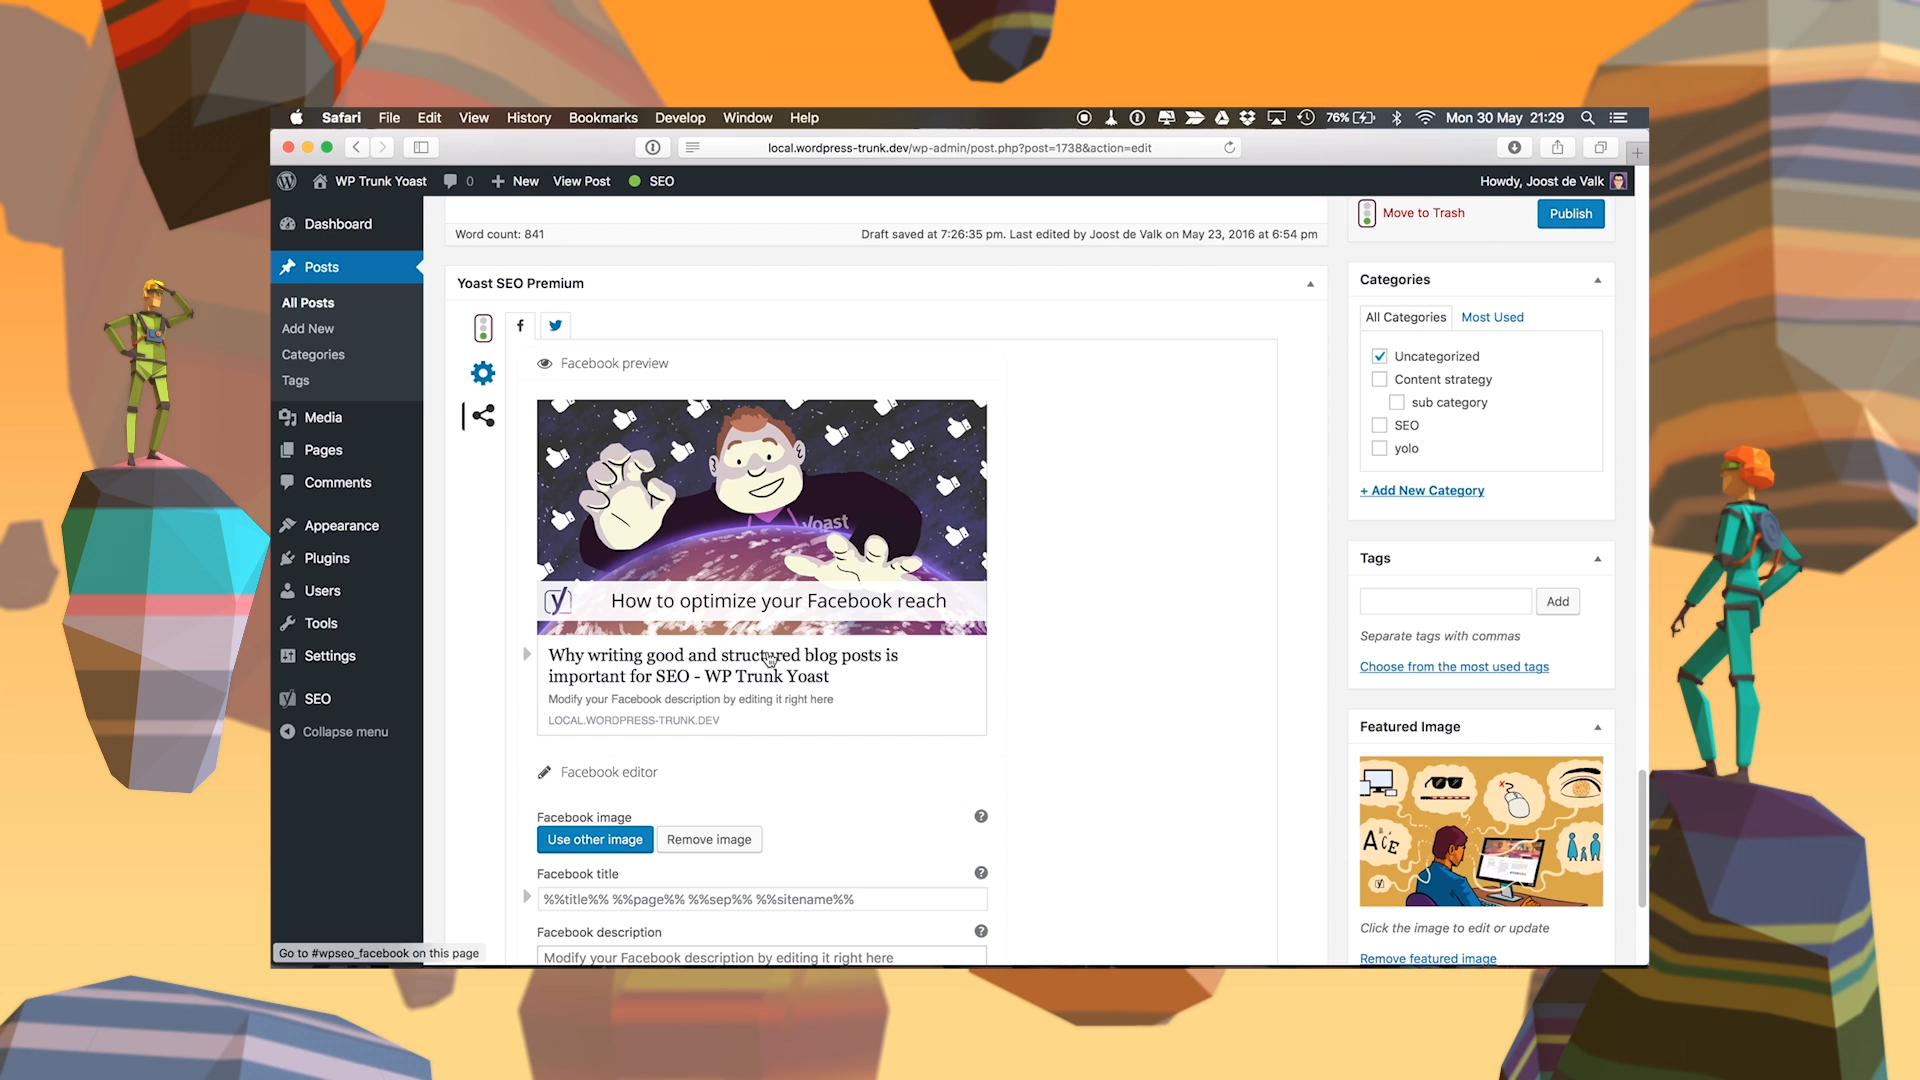 Safari File Edit View History Bookmarks Develop Window Help 76% Mon 30 May 21:29
local.wordpress-trunk.dev/wp-admin/post.php?post=1738&action=edit
WP Trunk Yoast 0 New View Post SEO Howdy, Joost de Valk
Dashboard
Posts
All Posts
Add New
Categories
Tags
Media
Pages
Comments
Appearance
Plugins
Users
Tools
Settings
SEO
Collapse menu
Go to #wpseo_facebook on this page
Word count: 841 Draft saved at 7:26:35 pm. Last edited by Joost de Valk on May 23, 2016 at 6:54 pm
Yoast SEO Premium
Facebook preview
Yoast
How to optimize your Facebook reach
Why writing good and structured blog posts is
important for SEO - WP Trunk Yoast
Modify your Facebook description by editing it right here
LOCAL.WORDPRESS-TRUNK.DEV
Facebook editor
Facebook image
Use other image Remove image
Facebook title
%%title%% %%page%% %%sep%% %%sitename%%
Facebook description
Modify your Facebook description by editing it right here
Move to Trash Publish
Categories
All Categories Most Used
Uncategorized
Content strategy
sub category
SEO
yolo
+ Add New Category
Tags
Add
Separate tags with commas
Choose from the most used tags
Featured Image
ACE
Click the image to edit or update
Remove featured image